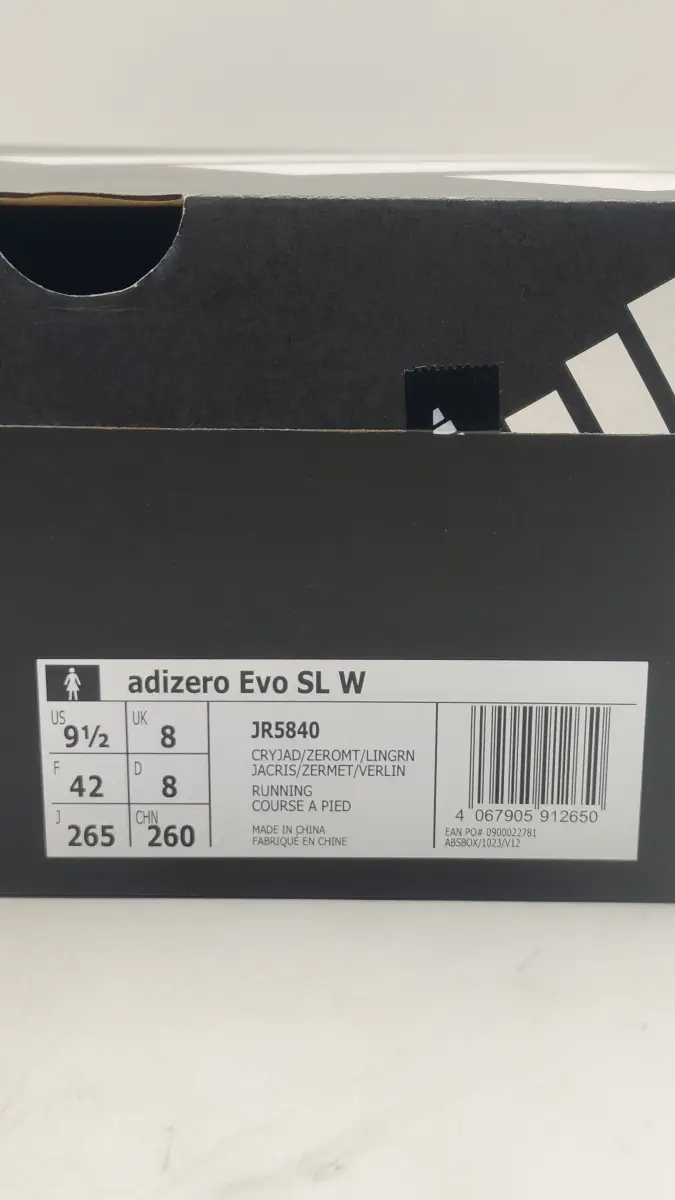 adizero Evo SL W
US 9½
UK 8
F 42
D 8
J 265
CHN 260
JR5840
CRYJAD/ZEROMT/LINGRN
JACRIS/ZERMET/VERLIN
RUNNING
COURSE A PIED
MADE IN CHINA
FABRIQUÉ EN CHINE
4 067905 912650
EAN PO# 0900022781
ABSBOX/1023/V12